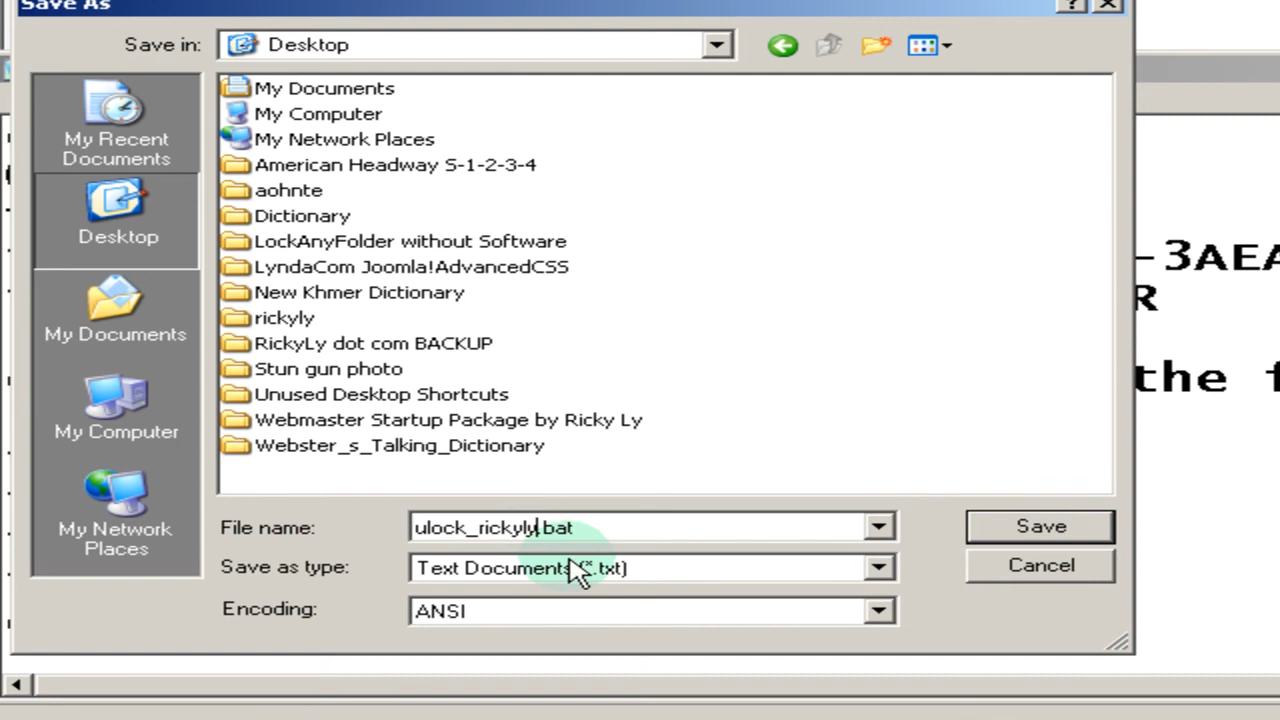 Save As
Save in: Desktop
My Recent
Documents
Desktop
My Documents
My Computer
My Network
Places
My Documents
My Computer
My Network Places
American Headway S-1-2-3-4
aohnte
Dictionary
LockAnyFolder without Software
LyndaCom Joomla!AdvancedCSS
New Khmer Dictionary
rickyly
RickyLy dot com BACKUP
Stun gun photo
Unused Desktop Shortcuts
Webmaster Startup Package by Ricky Ly
Webster_s_Talking_Dictionary
File name: ulock_rickyly.bat Save
Save as type: Text Documents (*.txt) Cancel
Encoding: ANSI
-3AEA
R
the f